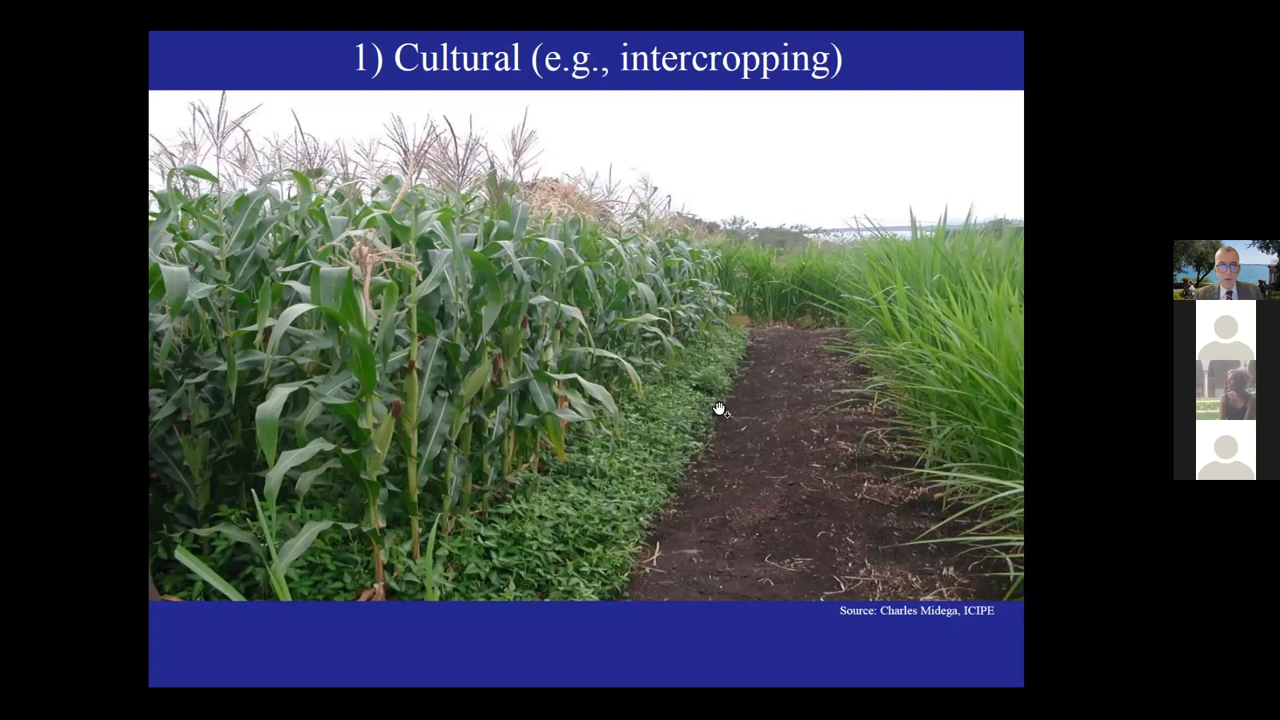 1) Cultural (e.g., intercropping)
Source: Charles Midega, ICIPE